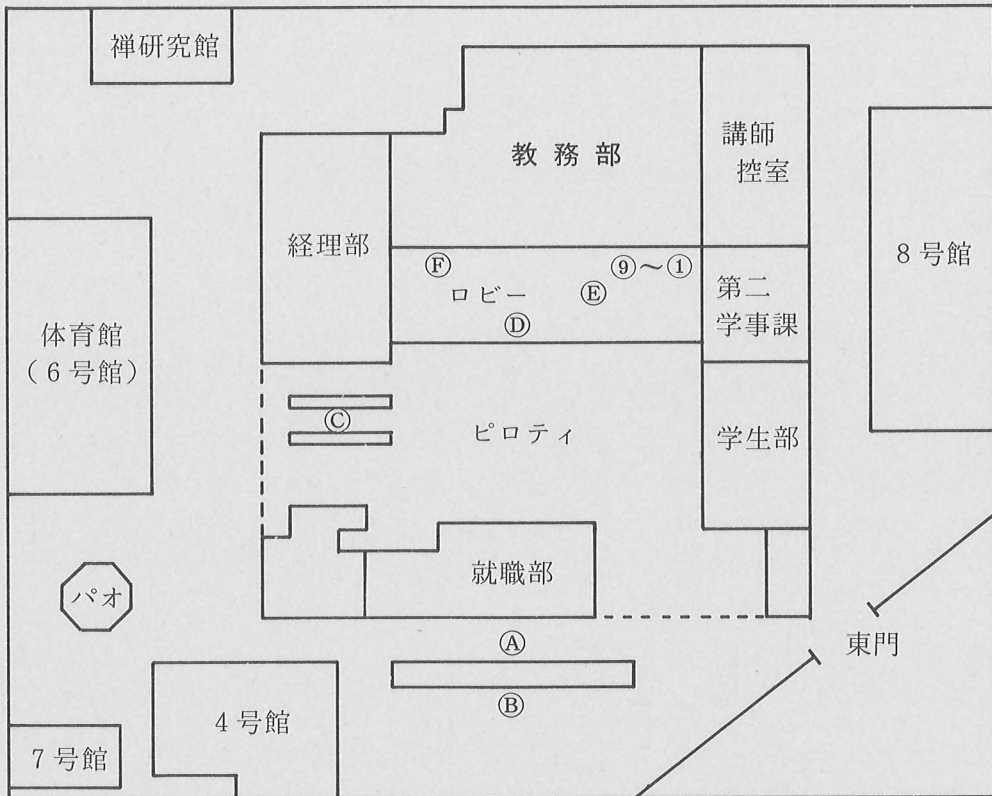 禅研究館
教務部
講師
控室
経理部
8号館
Ⓕ
⑨～①
ロビー
Ⓔ
第二
学事課
Ⓓ
体育館
（6号館）
Ⓒ
ピロティ
学生部
パオ
就職部
Ⓐ
東門
Ⓑ
4号館
7号館